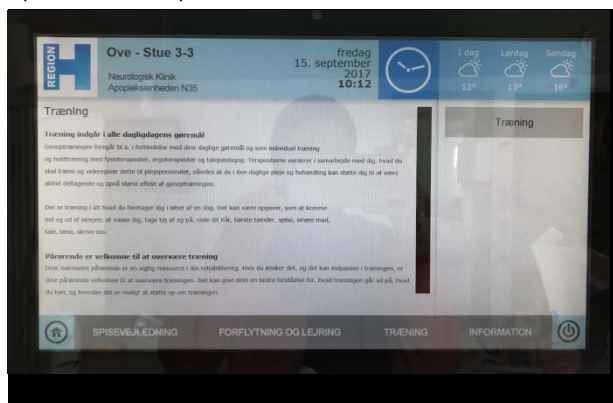 REGION H
Ove - Stue 3-3
Neurologisk Klinik
Apopleksienheden N35
fredag
15. september
2017
10:12
I dag Lørdag Søndag
12° 13° 16°
Træning
Træning
Træning indgår i alle dagligdagens gøremål
Genoptræningen foregår bl.a. i forbindelse med dine daglige gøremål og som individuel træning
og holdtræning med fysioterapeuter, ergoterapeuter og talepædagog. Terapeuterne vurderer i samarbejde med dig, hvad du
skal træne og videregiver dette til plejepersonalet, således at de i den daglige pleje og behandling kan støtte dig til at være
aktivt deltagende og opnå størst effekt af genoptræningen.
Der er træning i alt hvad du foretager dig i løbet af en dag. Det kan være opgaver, som at komme
ind og ud af sengen, at vaske dig, tage tøj af og på, rede dit hår, børste tænder, spise, smøre mad,
tale, læse, skrive osv.
Pårørende er velkomne til at overvære træning
Dine nærmeste pårørende er en vigtig ressource i din rehabilitering. Hvis du ønsker det, og det kan indpasses i træningen, er
dine pårørende velkomne til at overvære træningen. Det kan give dem en bedre forståelse for, hvad træningen går ud på, hvad
du kan, og hvordan det er muligt at støtte op om træningen.
SPISEVEJLEDNING FORFLYTNING OG LEJRING TRÆNING INFORMATION